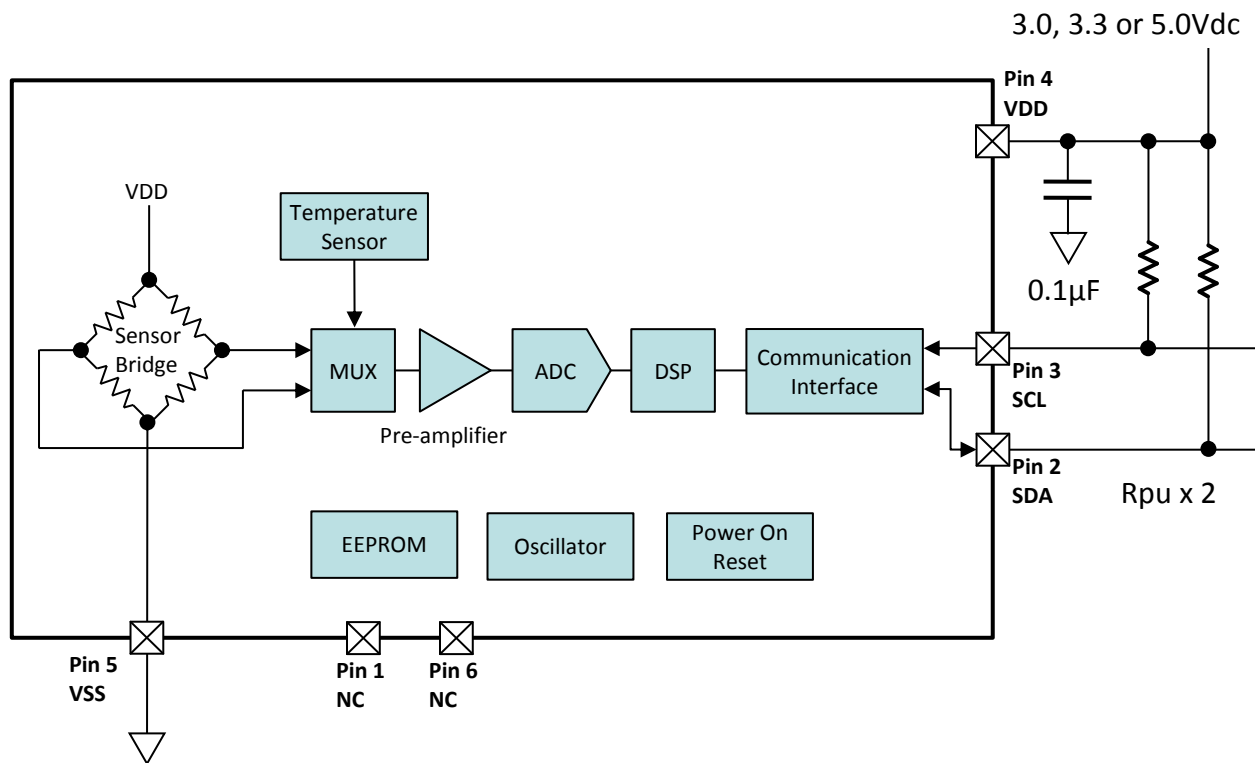 3.0, 3.3 or 5.0Vdc
Pin 4
VDD
VDD
Temperature
Sensor
0.1µF
Sensor
Bridge
MUX
ADC
DSP
Communication
Interface
Pin 3
SCL
Pre-amplifier
Pin 2
SDA
Rpu x 2
EEPROM
Oscillator
Power On
Reset
Pin 5
VSS
Pin 1
NC
Pin 6
NC